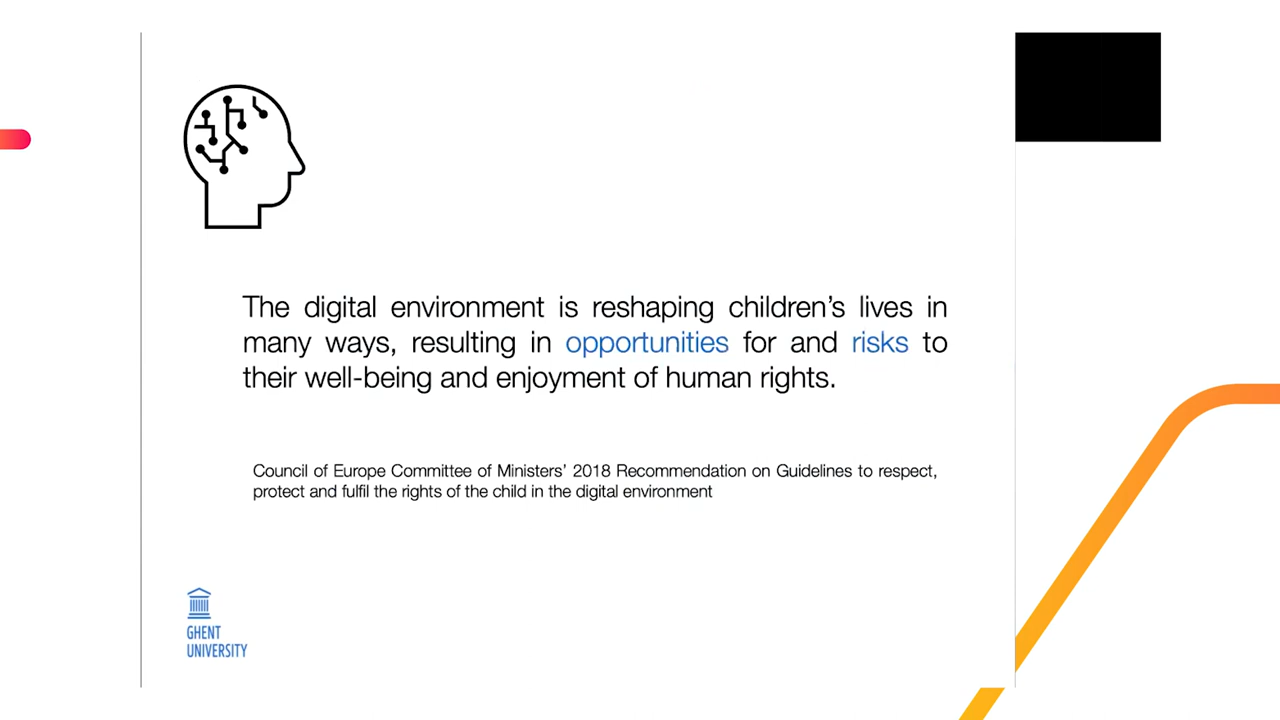 The digital environment is reshaping children's lives in
many ways, resulting in opportunities for and risks to
their well-being and enjoyment of human rights.
Council of Europe Committee of Ministers' 2018 Recommendation on Guidelines to respect,
protect and fulfil the rights of the child in the digital environment
GHENT
UNIVERSITY